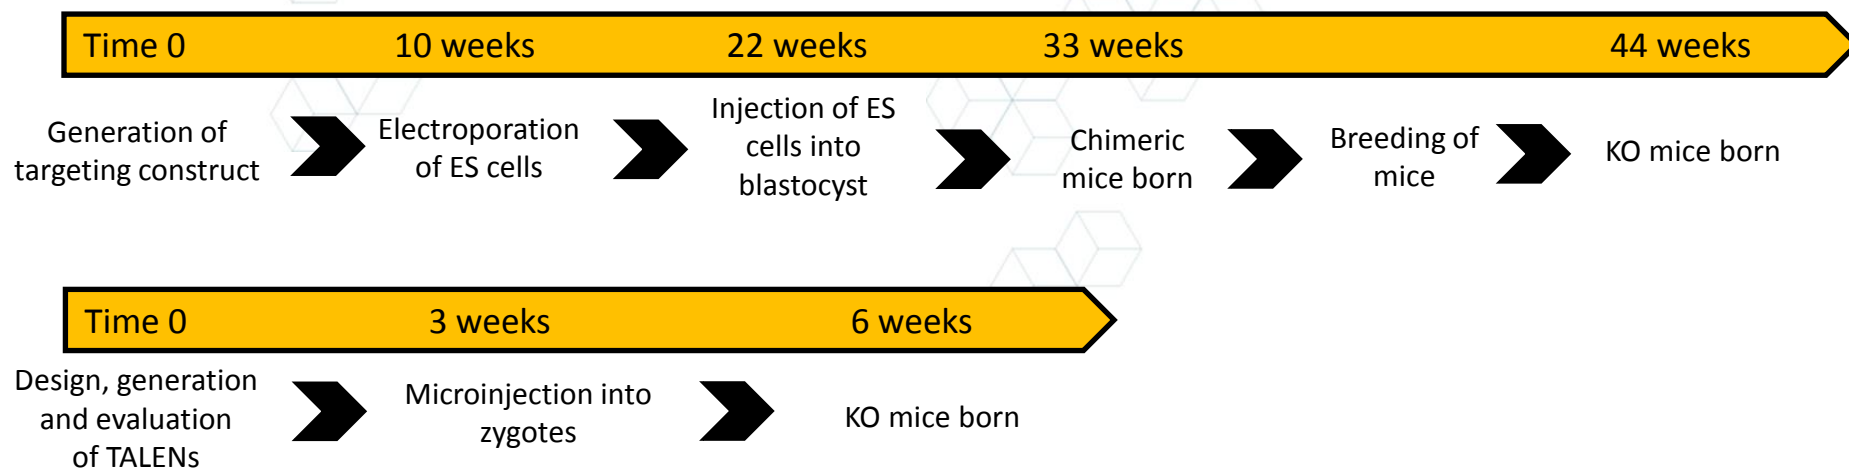 Time 0 10 weeks 22 weeks 33 weeks 44 weeks
Generation of
targeting construct
Electroporation
of ES cells
Injection of ES
cells into
blastocyst
Chimeric
mice born
Breeding of
mice
KO mice born
Time 0 3 weeks 6 weeks
Design, generation
and evaluation
of TALENs
Microinjection into
zygotes
KO mice born